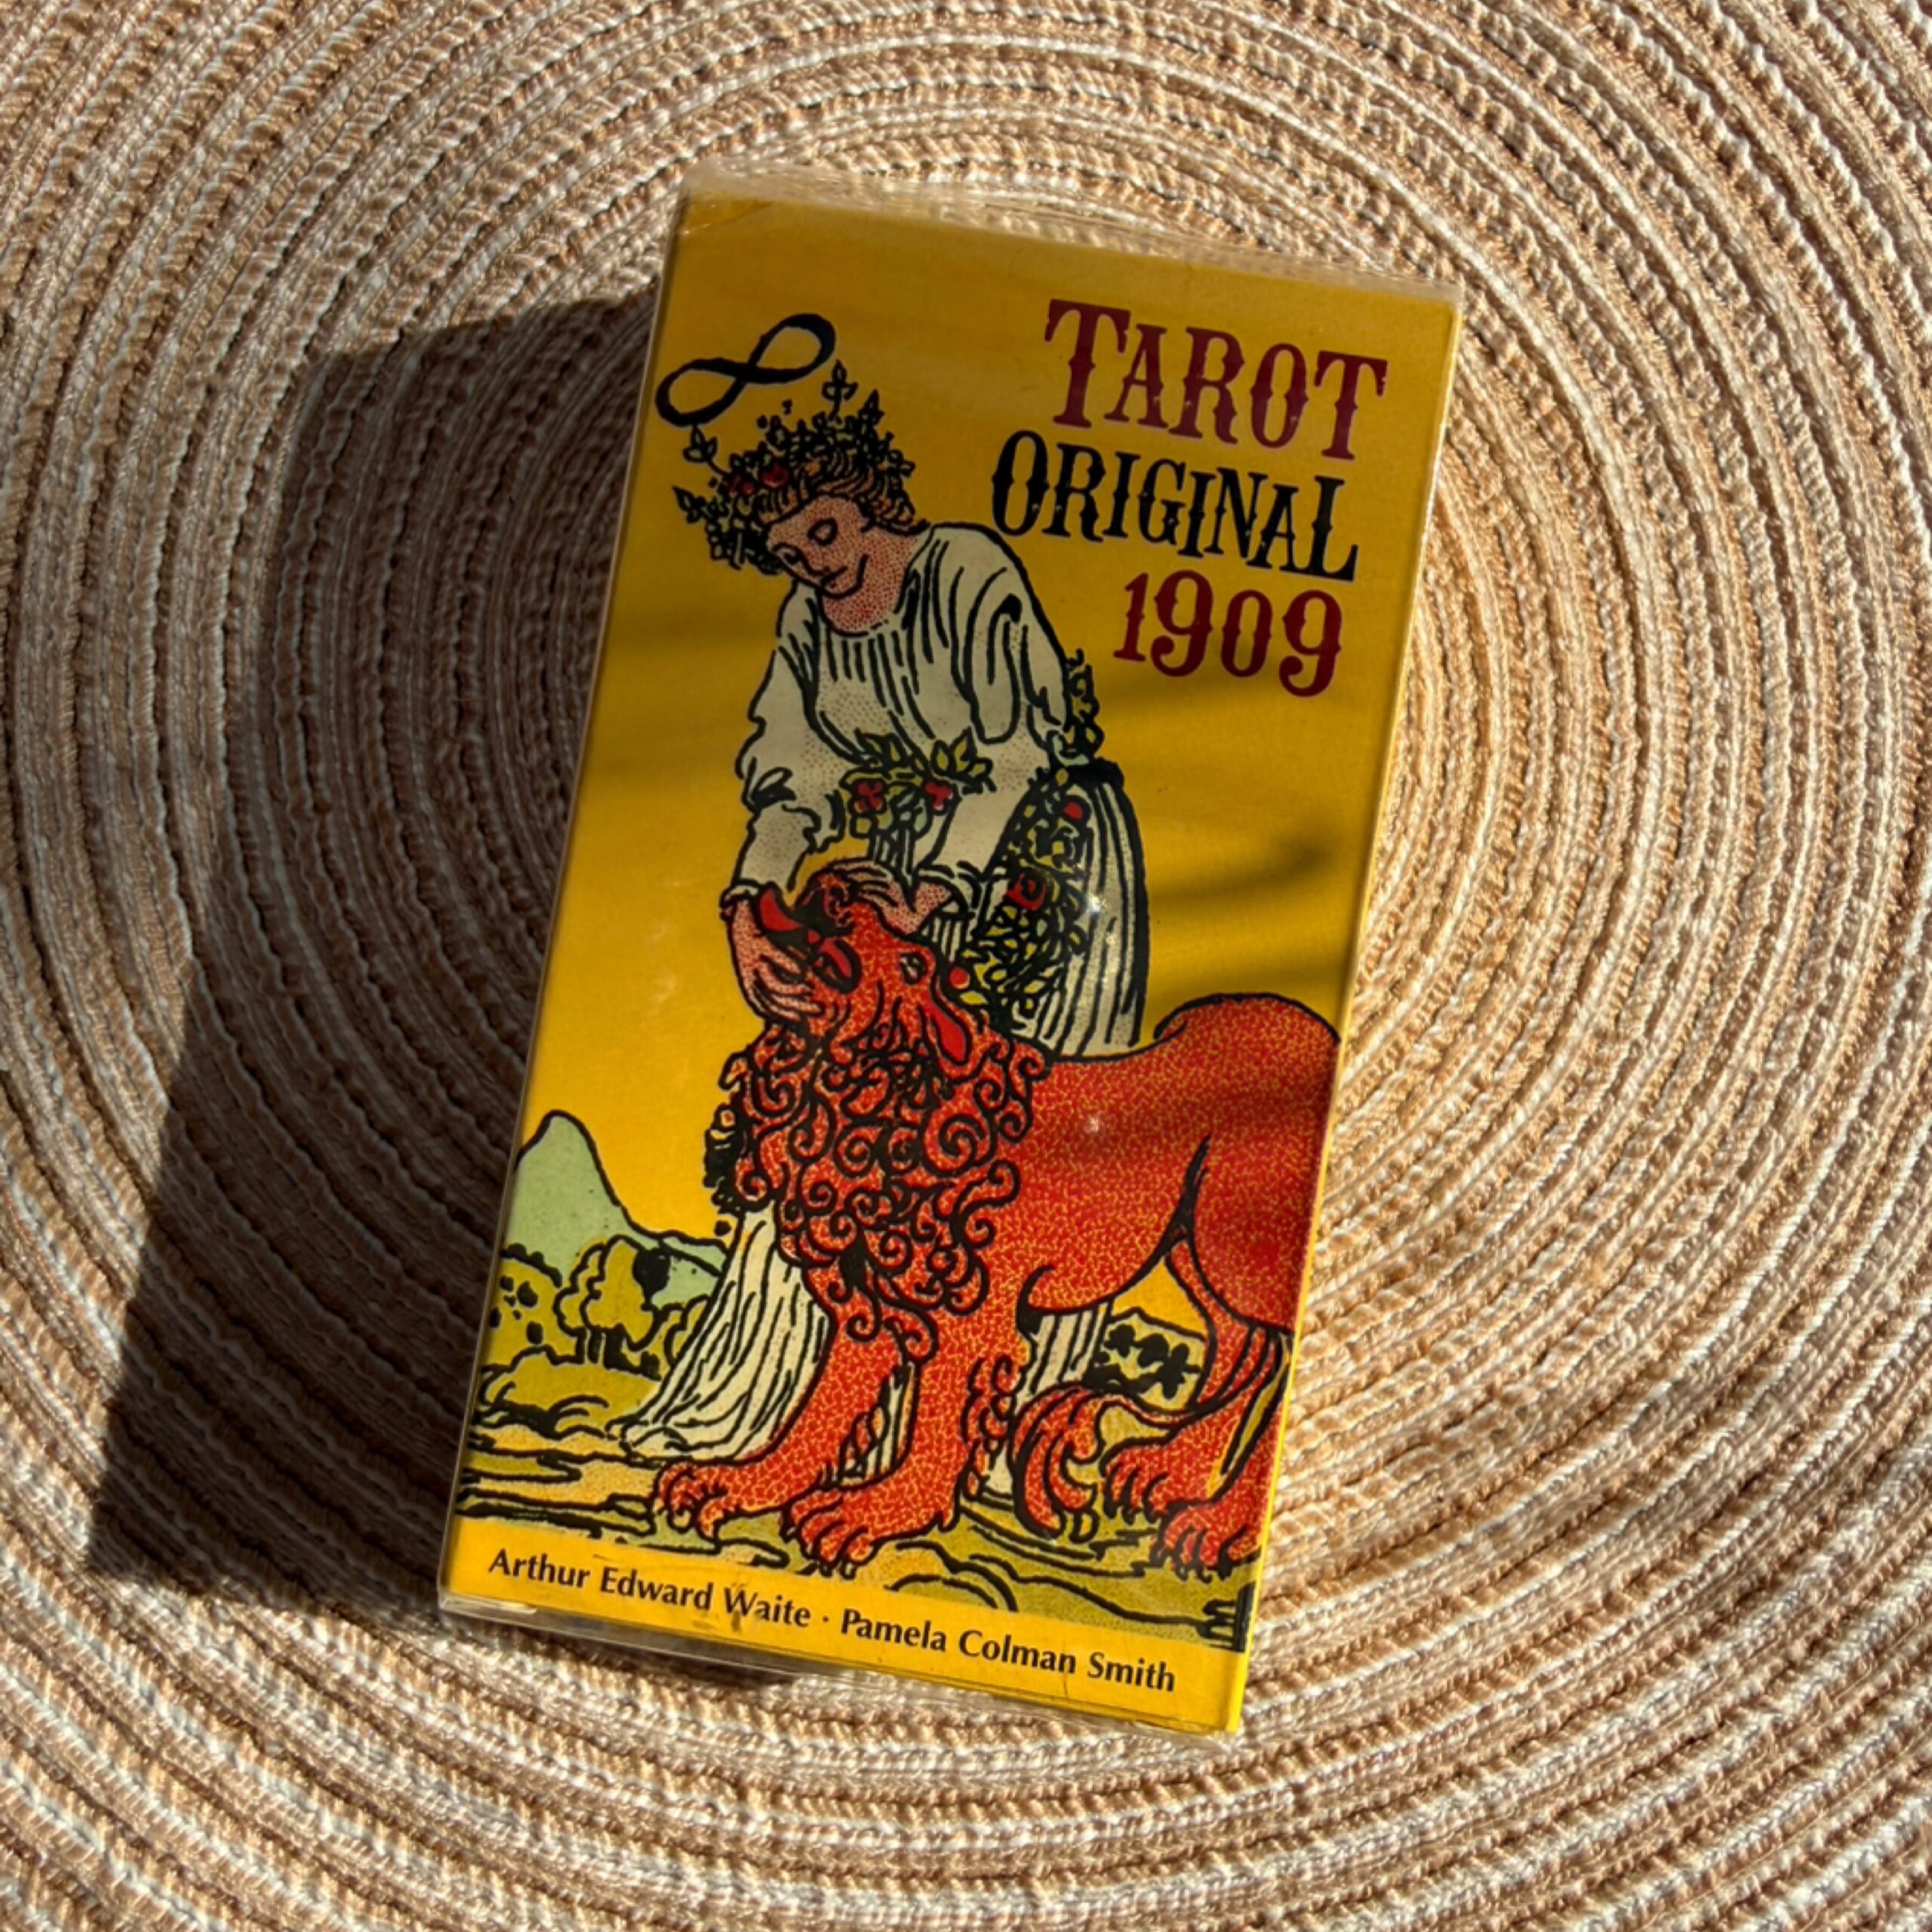 TAROT
ORIGINAL
1909
Arthur Edward Waite · Pamela Colman Smith